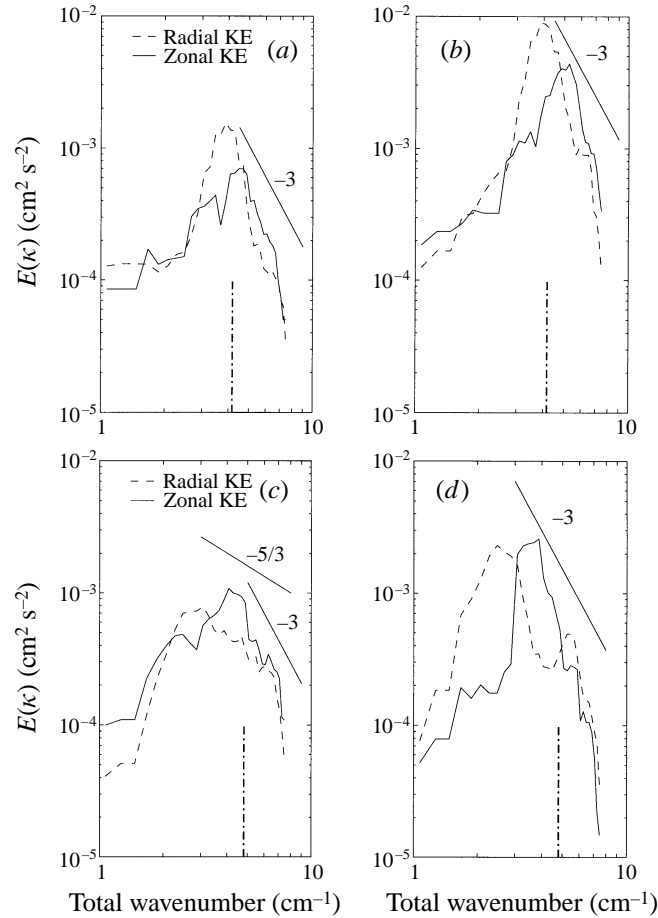 10⁻²
Radial KE
Zonal KE
(a)
10⁻³
–3
E(κ) (cm² s⁻²)
10⁻⁴
10⁻⁵
1
10
10⁻²
(b)
–3
10⁻³
10⁻⁴
10⁻⁵
1
10
10⁻²
Radial KE
Zonal KE
(c)
–5/3
10⁻³
–3
E(κ) (cm² s⁻²)
10⁻⁴
10⁻⁵
1
10
Total wavenumber (cm⁻¹)
10⁻²
(d)
–3
10⁻³
10⁻⁴
10⁻⁵
1
10
Total wavenumber (cm⁻¹)